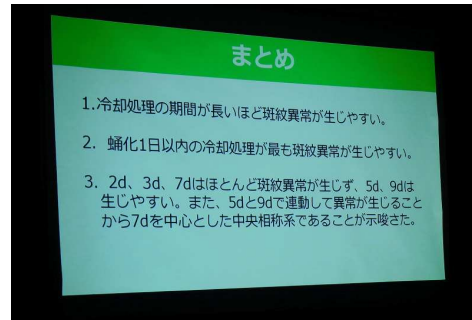 まとめ
1.冷却処理の期間が長いほど斑紋異常が生じやすい。
2. 蛹化1日以内の冷却処理が最も斑紋異常が生じやすい。
3. 2d、3d、7dはほとんど斑紋異常が生じず、5d、9dは
生じやすい。また、5dと9dで連動して異常が生じること
から7dを中心とした中央相称系であることが示唆さた。